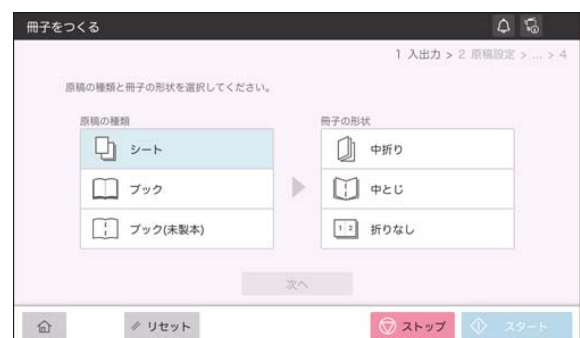 冊子をつくる
1 入出力 > 2 原稿設定 > ... > 4
原稿の種類と冊子の形状を選択してください。
原稿の種類
シート
ブック
ブック(未製本)
冊子の形状
中折り
中とじ
1 2 折りなし
次へ
リセット
ストップ
スタート